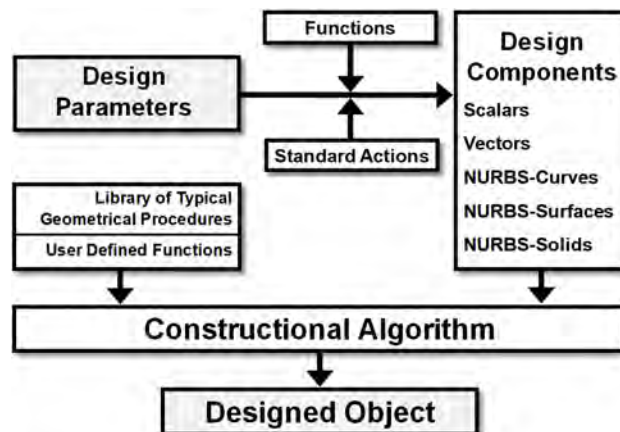 Functions
Design
Parameters
Standard Actions
Design
Components
Scalars
Vectors
NURBS-Curves
NURBS-Surfaces
NURBS-Solids
Library of Typical
Geometrical Procedures
User Defined Functions
Constructional Algorithm
Designed Object